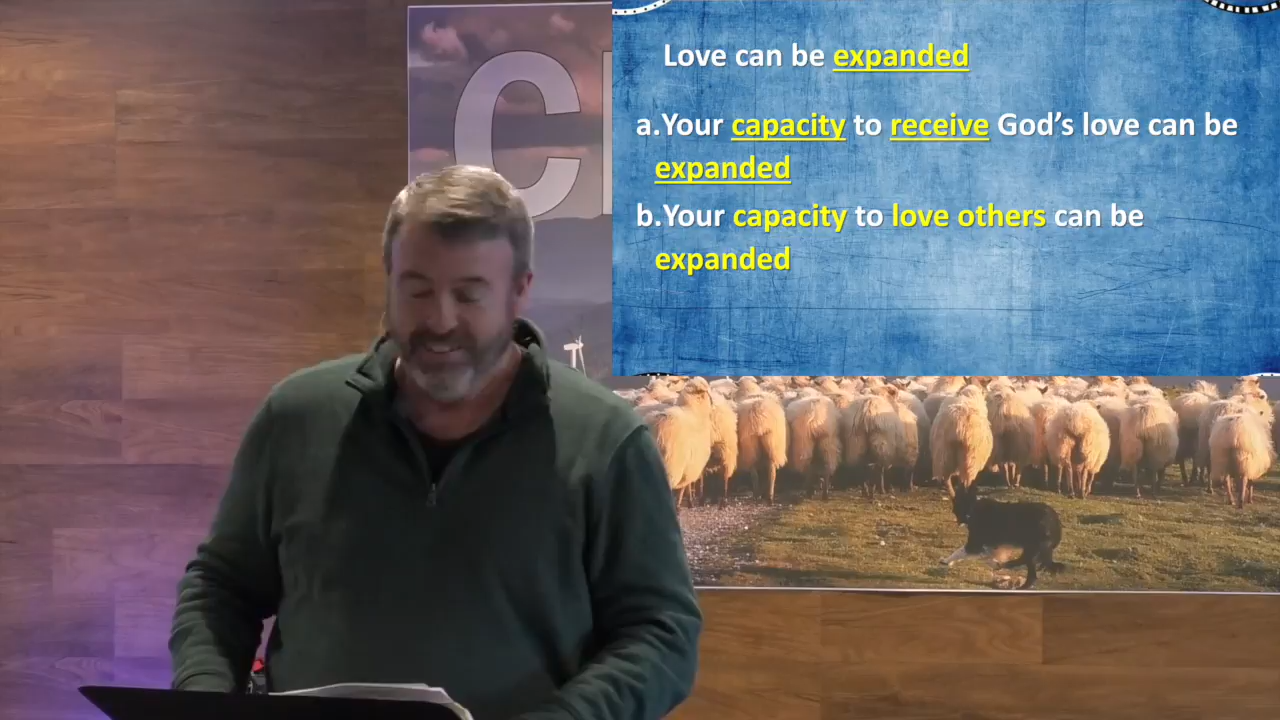 Love can be expanded
a.Your capacity to receive God's love can be
expanded
b.Your capacity to love others can be
expanded